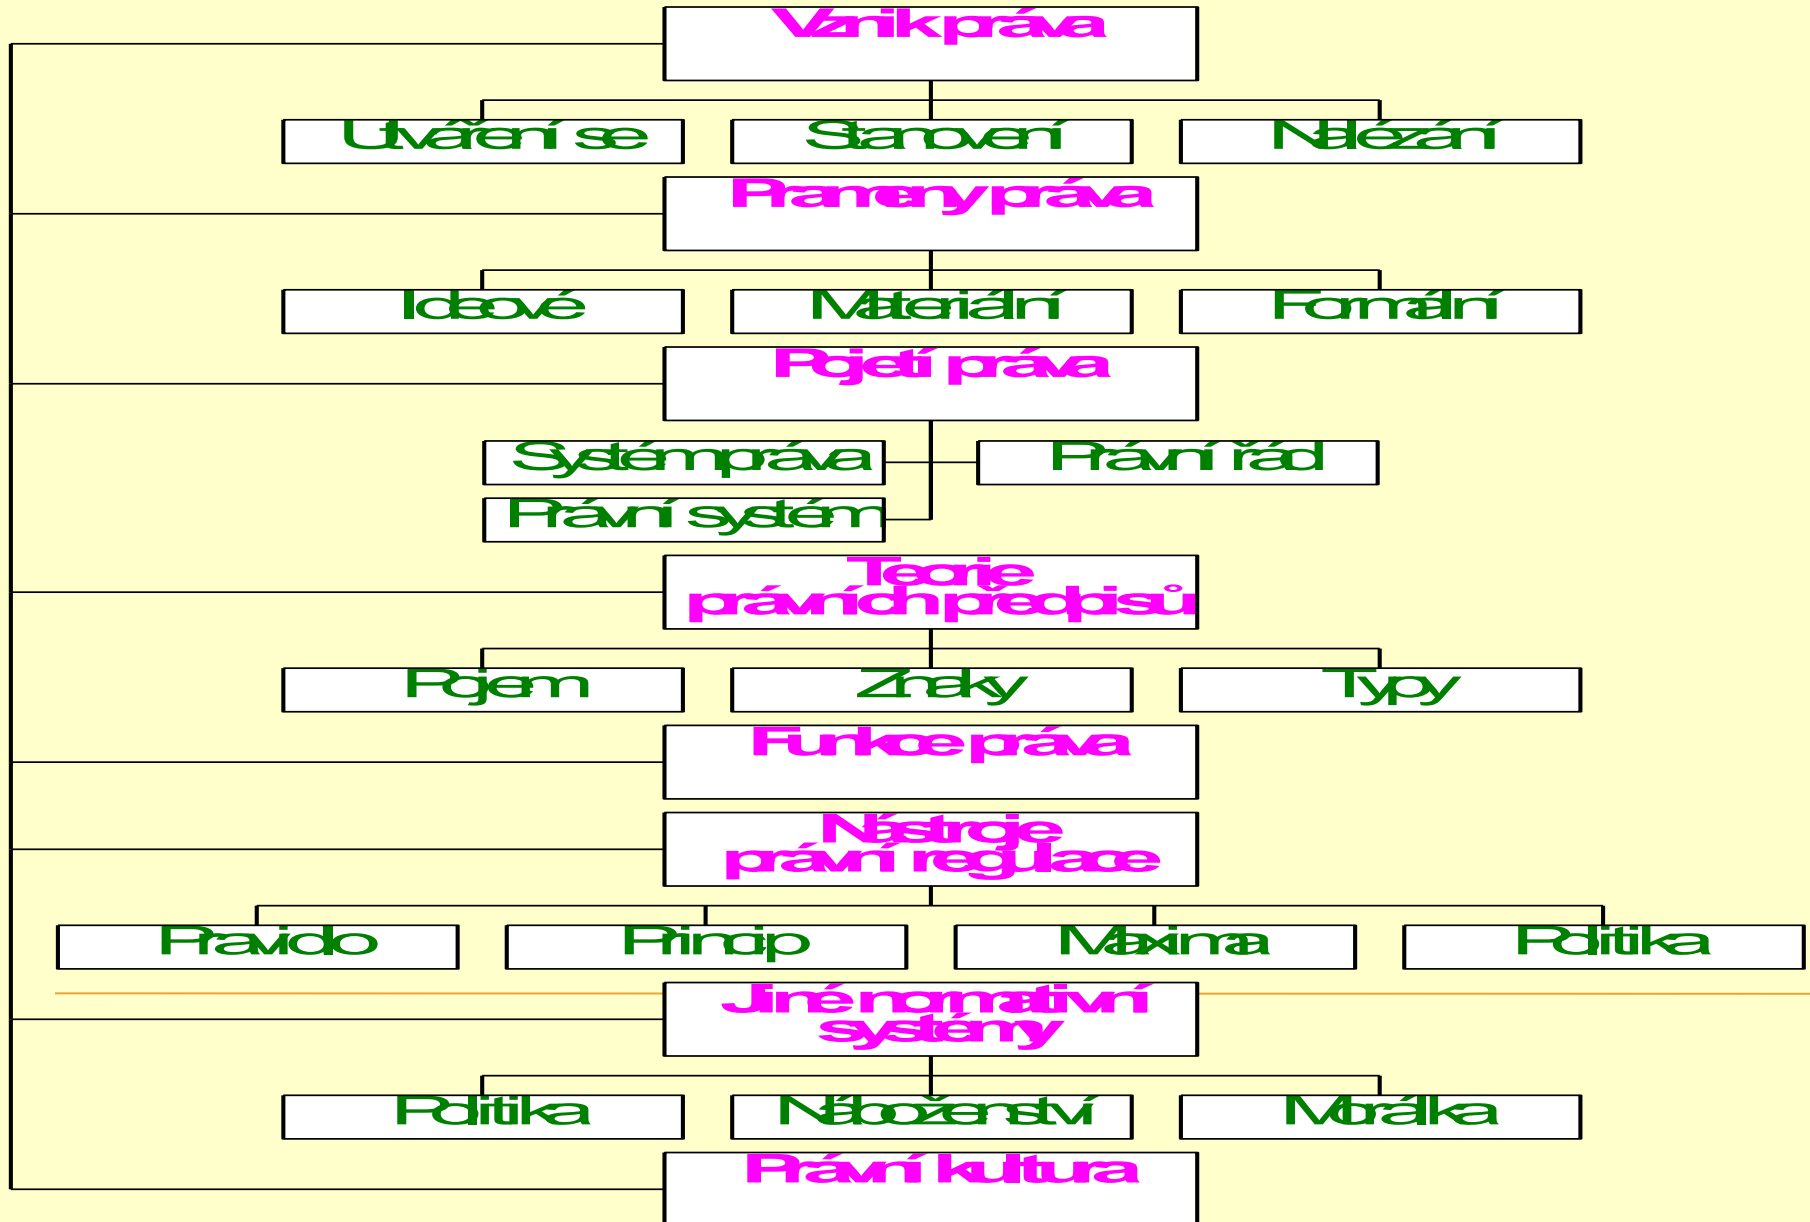 Vznik práva
Utváření se
Stanovení
Nalézání
Prameny práva
Ideové
Materiální
Formální
Pojetí práva
Systém práva
Právní řád
Právní systém
Teorie
právních předpisů
Pojem
Znaky
Typy
Funkce práva
Nástroje
právní regulace
Pravidlo
Princip
Maxima
Politika
Jiné normativní
systémy
Politika
Náboženství
Morálka
Právní kultura